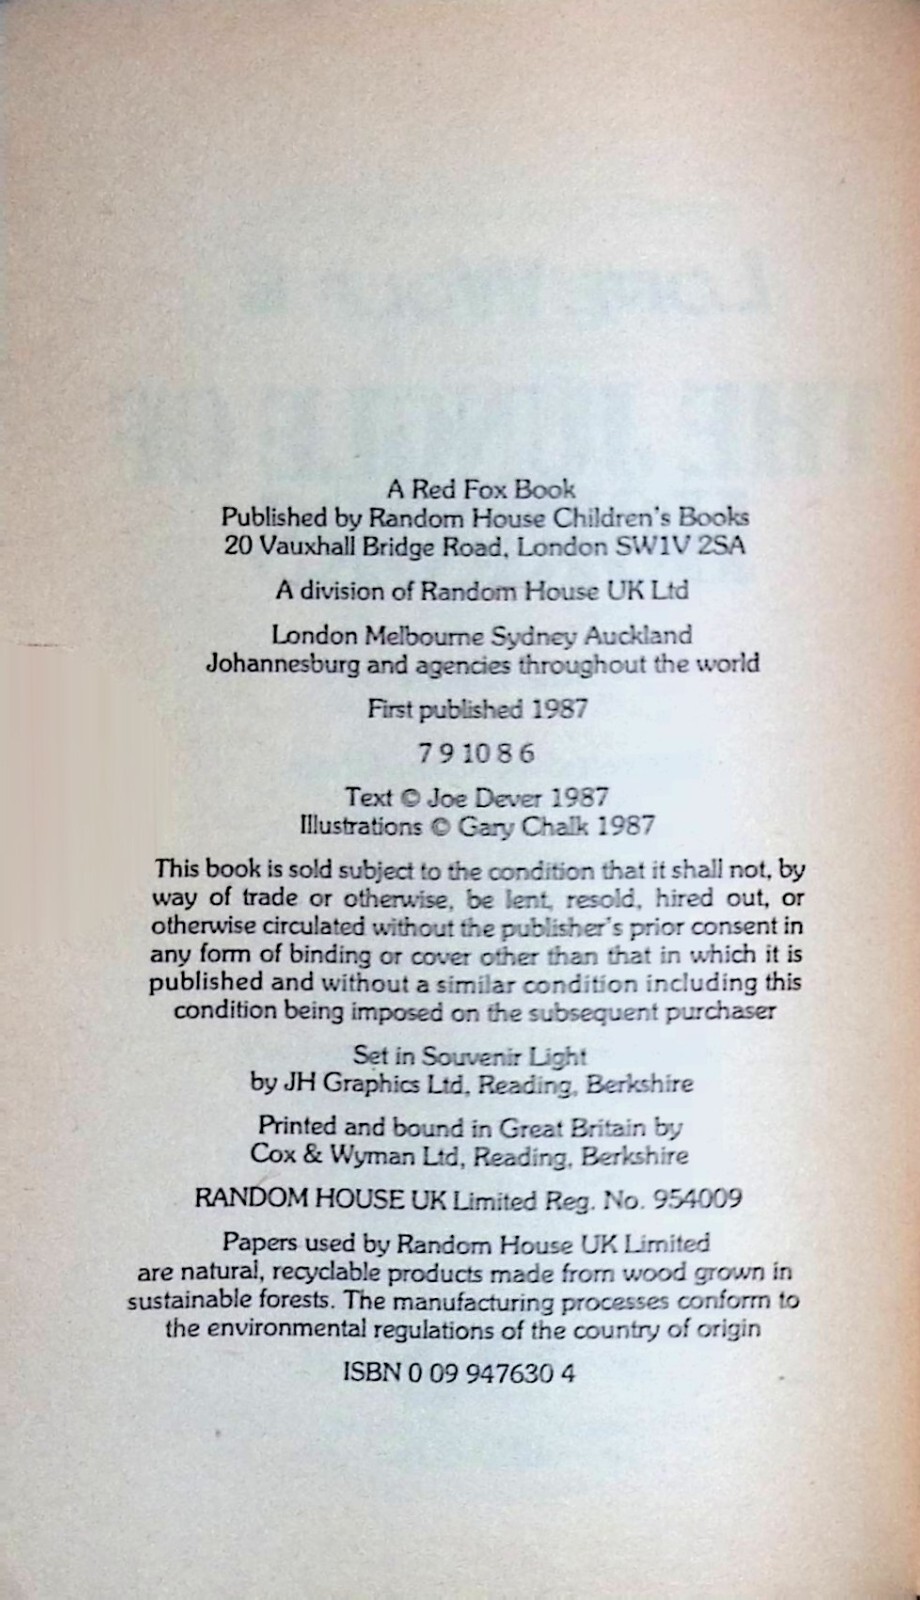 A Red Fox Book
Published by Random House Children's Books
20 Vauxhall Bridge Road, London SW1V 2SA
A division of Random House UK Ltd
London Melbourne Sydney Auckland
Johannesburg and agencies throughout the world
First published 1987
7 9 10 8 6
Text © Joe Dever 1987
Illustrations © Gary Chalk 1987
This book is sold subject to the condition that it shall not, by
way of trade or otherwise, be lent, resold, hired out, or
otherwise circulated without the publisher's prior consent in
any form of binding or cover other than that in which it is
published and without a similar condition including this
condition being imposed on the subsequent purchaser
Set in Souvenir Light
by JH Graphics Ltd, Reading, Berkshire
Printed and bound in Great Britain by
Cox & Wyman Ltd, Reading, Berkshire
RANDOM HOUSE UK Limited Reg. No. 954009
Papers used by Random House UK Limited
are natural, recyclable products made from wood grown in
sustainable forests. The manufacturing processes conform to
the environmental regulations of the country of origin
ISBN 0 09 947630 4